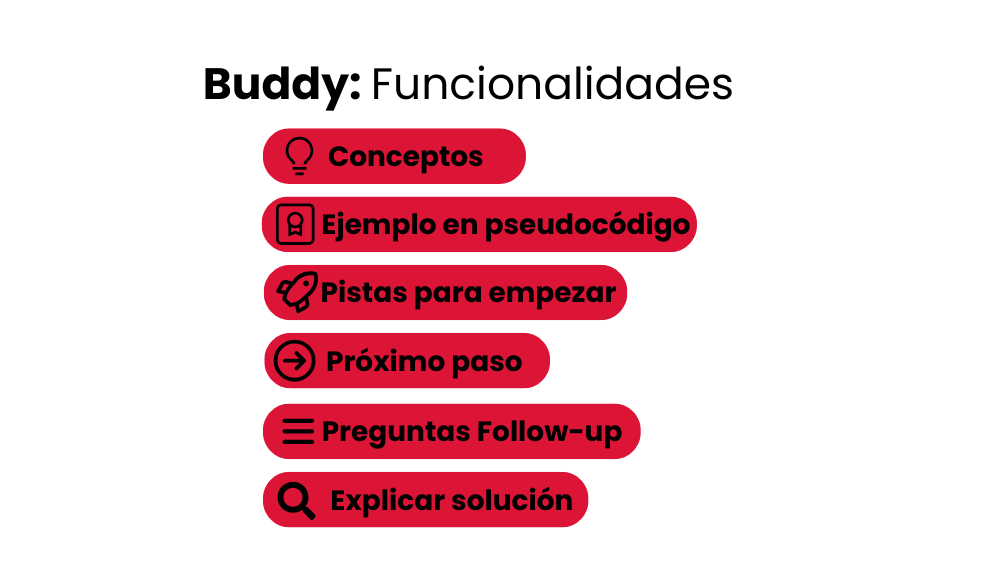 Buddy: Funcionalidades
Conceptos
Ejemplo en pseudocódigo
Pistas para empezar
Próximo paso
Preguntas Follow-up
Explicar solución